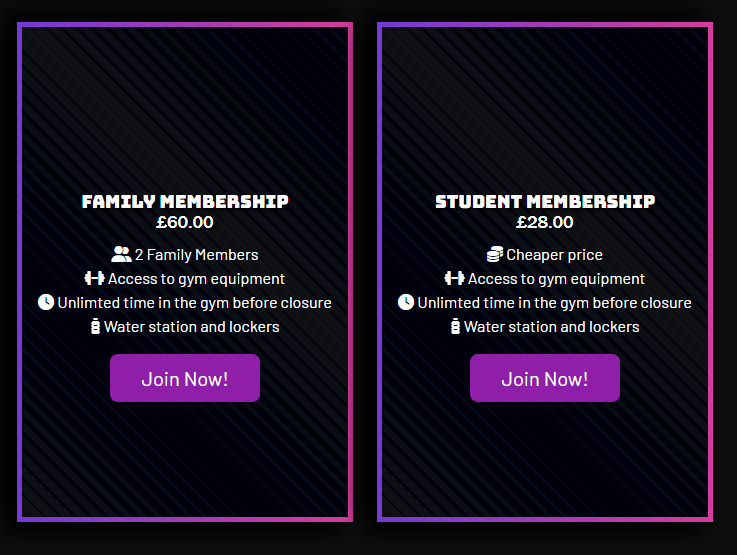 FAMILY MEMBERSHIP
£60.00
2 Family Members
Access to gym equipment
Unlimted time in the gym before closure
Water station and lockers
Join Now!
STUDENT MEMBERSHIP
£28.00
Cheaper price
Access to gym equipment
Unlimted time in the gym before closure
Water station and lockers
Join Now!